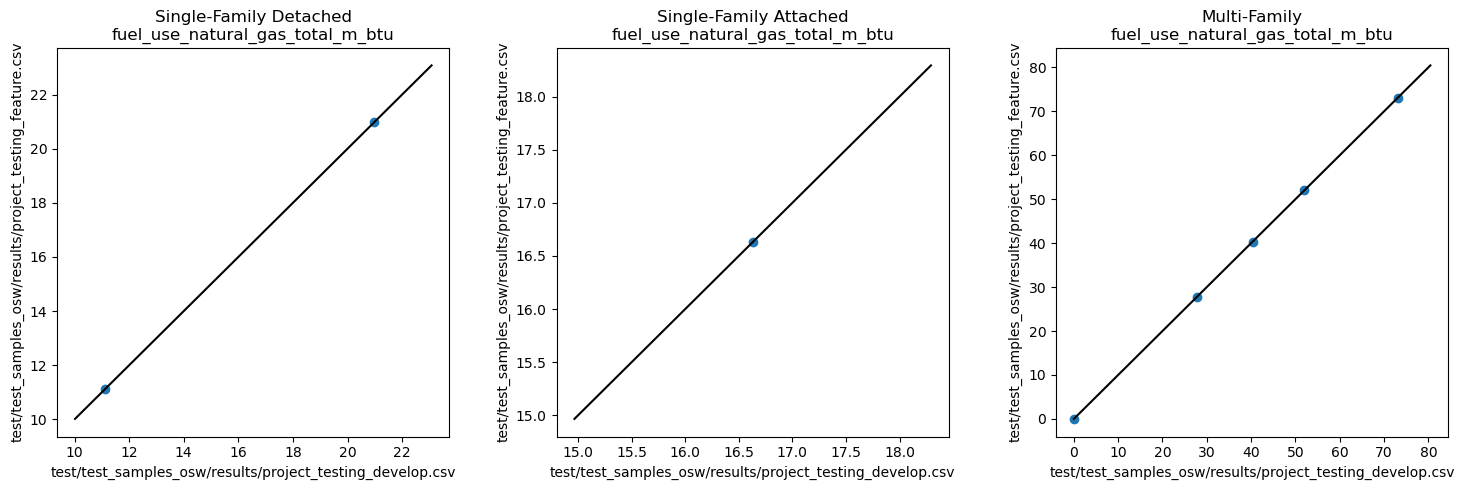 Single-Family Detached
fuel_use_natural_gas_total_m_btu
test/test_samples_osw/results/project_testing_feature.csv
22
20
18
16
14
12
10
10 12 14 16 18 20 22
test/test_samples_osw/results/project_testing_develop.csv
Single-Family Attached
fuel_use_natural_gas_total_m_btu
test/test_samples_osw/results/project_testing_feature.csv
18.0
17.5
17.0
16.5
16.0
15.5
15.0
15.0 15.5 16.0 16.5 17.0 17.5 18.0
test/test_samples_osw/results/project_testing_develop.csv
Multi-Family
fuel_use_natural_gas_total_m_btu
test/test_samples_osw/results/project_testing_feature.csv
80
70
60
50
40
30
20
10
0
0 10 20 30 40 50 60 70 80
test/test_samples_osw/results/project_testing_develop.csv